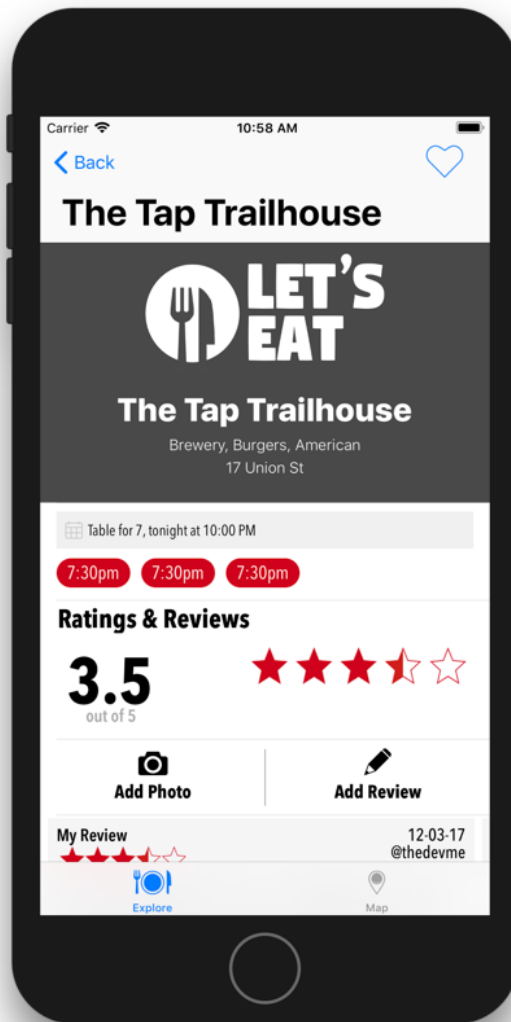 Carrier 10:58 AM
Back
The Tap Trailhouse
LET'S
EAT
The Tap Trailhouse
Brewery, Burgers, American
17 Union St
Table for 7, tonight at 10:00 PM
7:30pm 7:30pm 7:30pm
Ratings & Reviews
3.5
out of 5
Add Photo Add Review
My Review 12-03-17
@thedevme
Explore Map